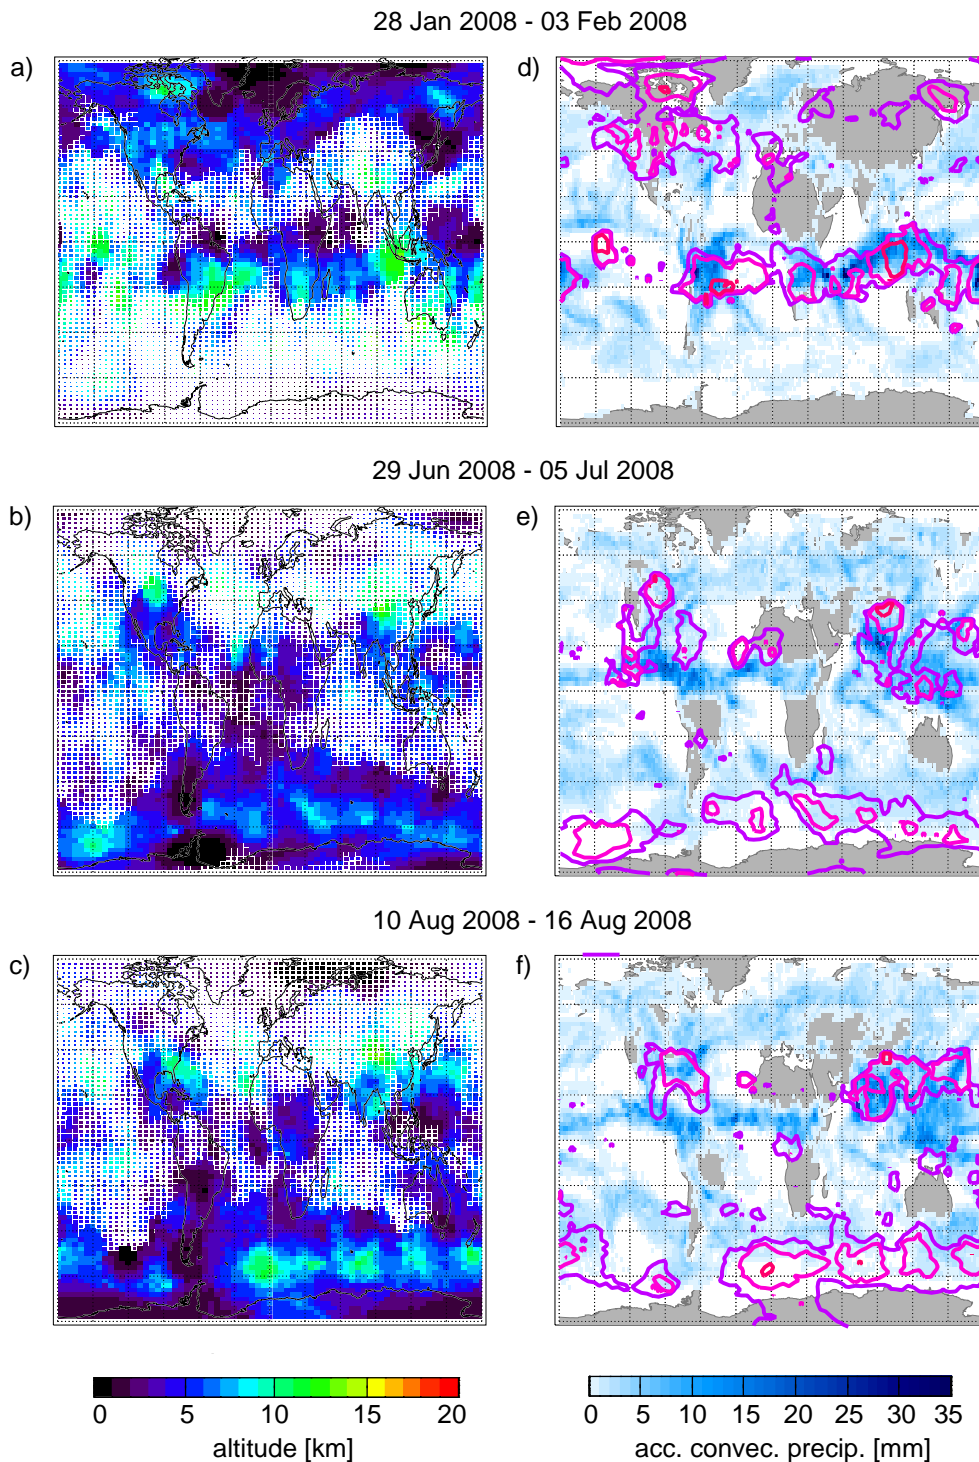 28 Jan 2008 - 03 Feb 2008
a)
d)
29 Jun 2008 - 05 Jul 2008
b)
e)
10 Aug 2008 - 16 Aug 2008
c)
f)
0 5 10 15 20
altitude [km]
0 5 10 15 20 25 30 35
acc. convec. precip. [mm]